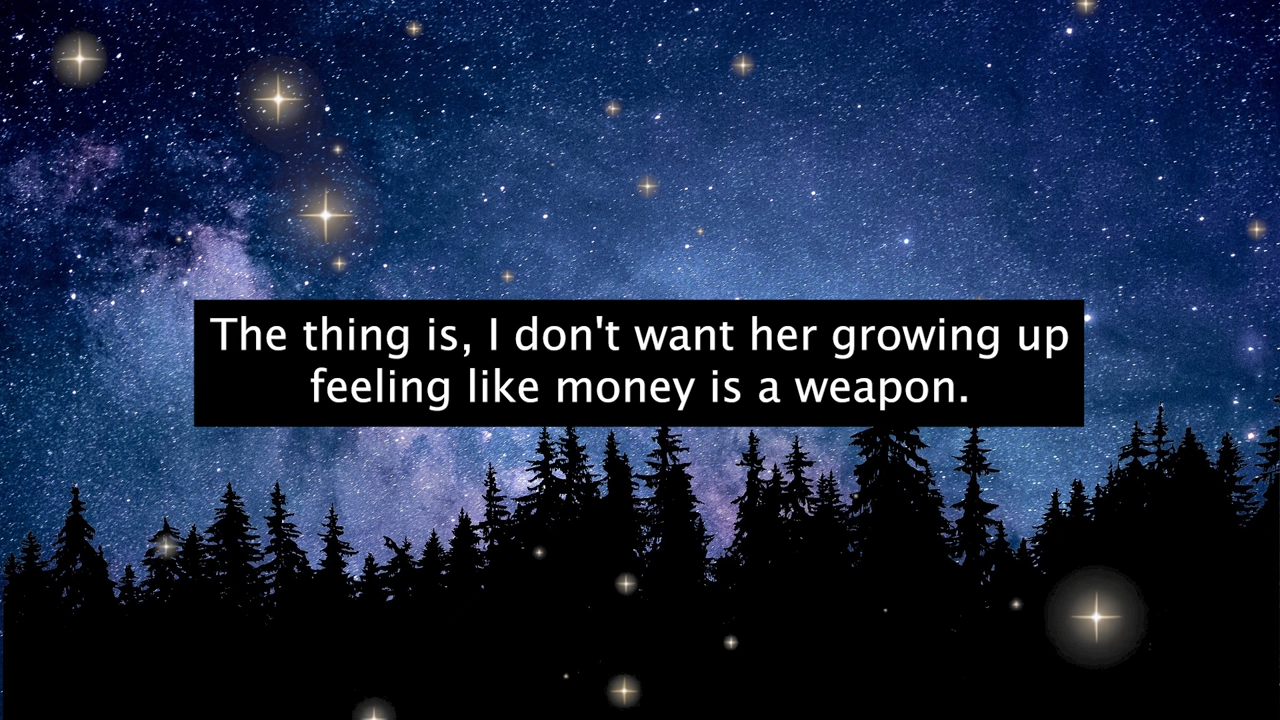 The thing is, I don't want her growing up
feeling like money is a weapon.